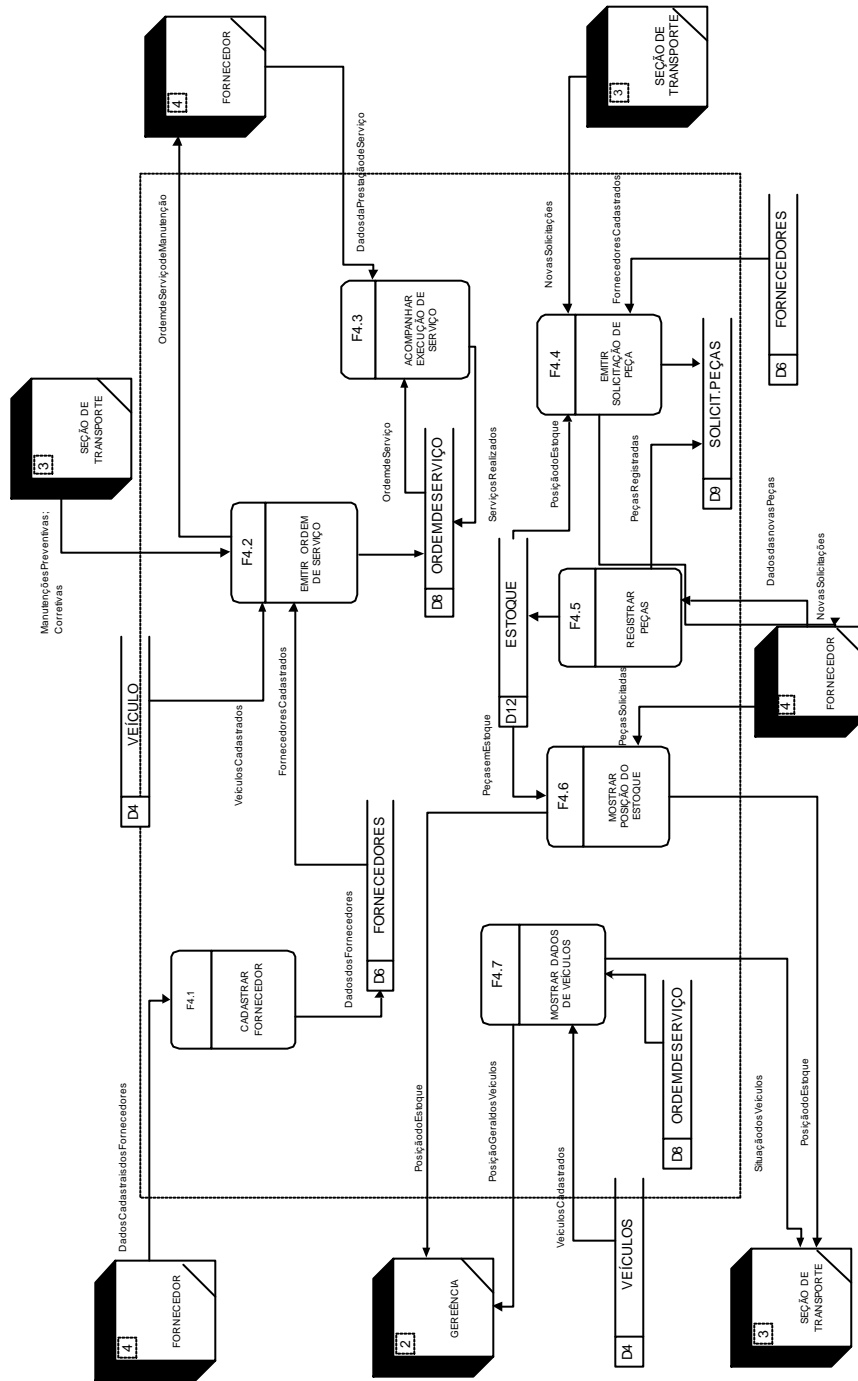 4
FORNECEDOR
DadosCadastraisdosFornecedores
F4.1
CADASTRAR
FORNECEDOR
DadosdosFornecedores
D6
FORNECEDORES
FornecedoresCadastrados
D4
VEÍCULO
VeículosCadastrados
ManutençõesPreventivas;
Corretivas
3
SEÇÃO DE
TRANSPORTE
F4.2
EMITIR ORDEM
DE SERVIÇO
OrdemdeServiçodeManutenção
4
FORNECEDOR
DadosdaPrestaçãodeServiço
F4.3
ACOMPANHAR
EXECUÇÃO DE
SERVIÇO
OrdemdeServiço
D8
ORDEMDESERVIÇO
ServiçosRealizados
2
GEREÊNCIA
PosiçãodoEstoque
PosiçãoGeraldosVeículos
F4.7
MOSTRAR DADOS
DE VEÍCULOS
VeículosCadastrados
D4
VEÍCULOS
D8
ORDEMDESERVIÇO
SituaçãodosVeículos
PosiçãodoEstoque
3
SEÇÃO DE
TRANSPORTE
PeçasemEstoque
D12
ESTOQUE
F4.6
MOSTRAR
POSIÇÃO DO
ESTOQUE
PeçasSolicitadas
F4.5
REGISTRAR
PEÇAS
PosiçãodoEstoque
PeçasRegistradas
4
FORNECEDOR
DadosdasnovasPeças
NovasSolicitações
F4.4
EMITIR
SOLICITAÇÃO DE
PEÇA
NovasSolicitações
FornecedoresCadastrados
D9
SOLICIT.PEÇAS
D6
FORNECEDORES
3
SEÇÃO DE
TRANSPORTE